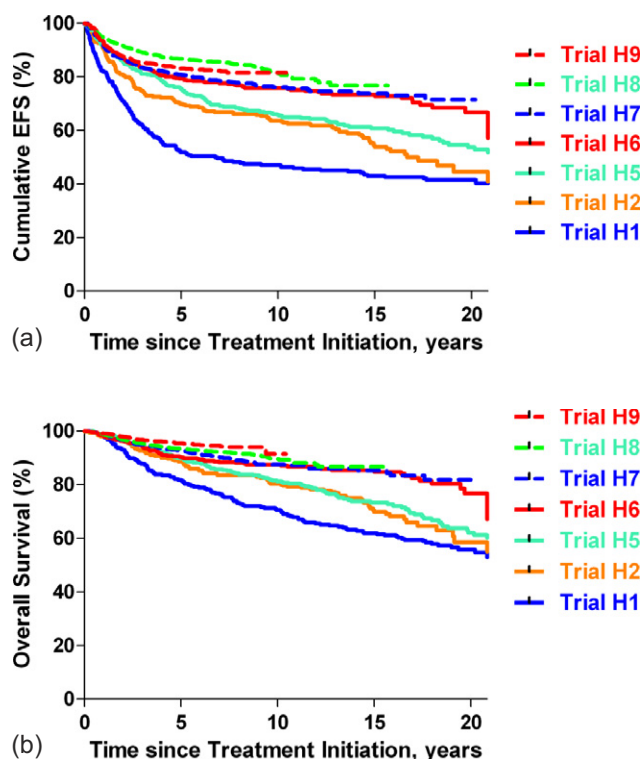 100
80
60
40
20
0
Cumulative EFS (%)
0 5 10 15 20
Time since Treatment Initiation, years
(a)
Trial H9
Trial H8
Trial H7
Trial H6
Trial H5
Trial H2
Trial H1
100
80
60
40
20
0
Overall Survival (%)
0 5 10 15 20
Time since Treatment Initiation, years
(b)
Trial H9
Trial H8
Trial H7
Trial H6
Trial H5
Trial H2
Trial H1